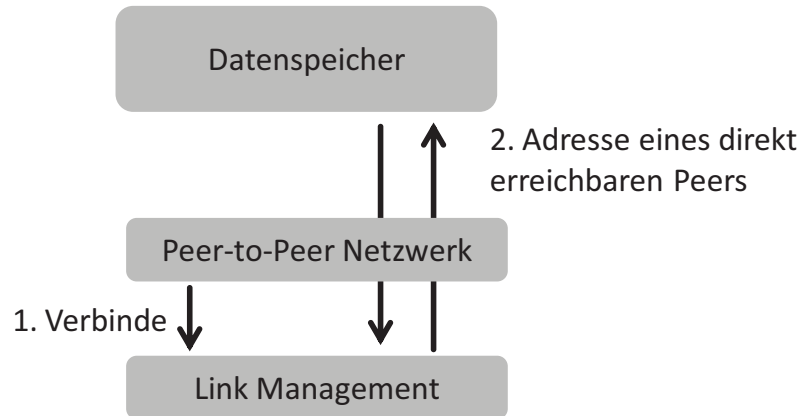 Datenspeicher
2. Adresse eines direkt
erreichbaren Peers
Peer-to-Peer Netzwerk
1. Verbinde
Link Management